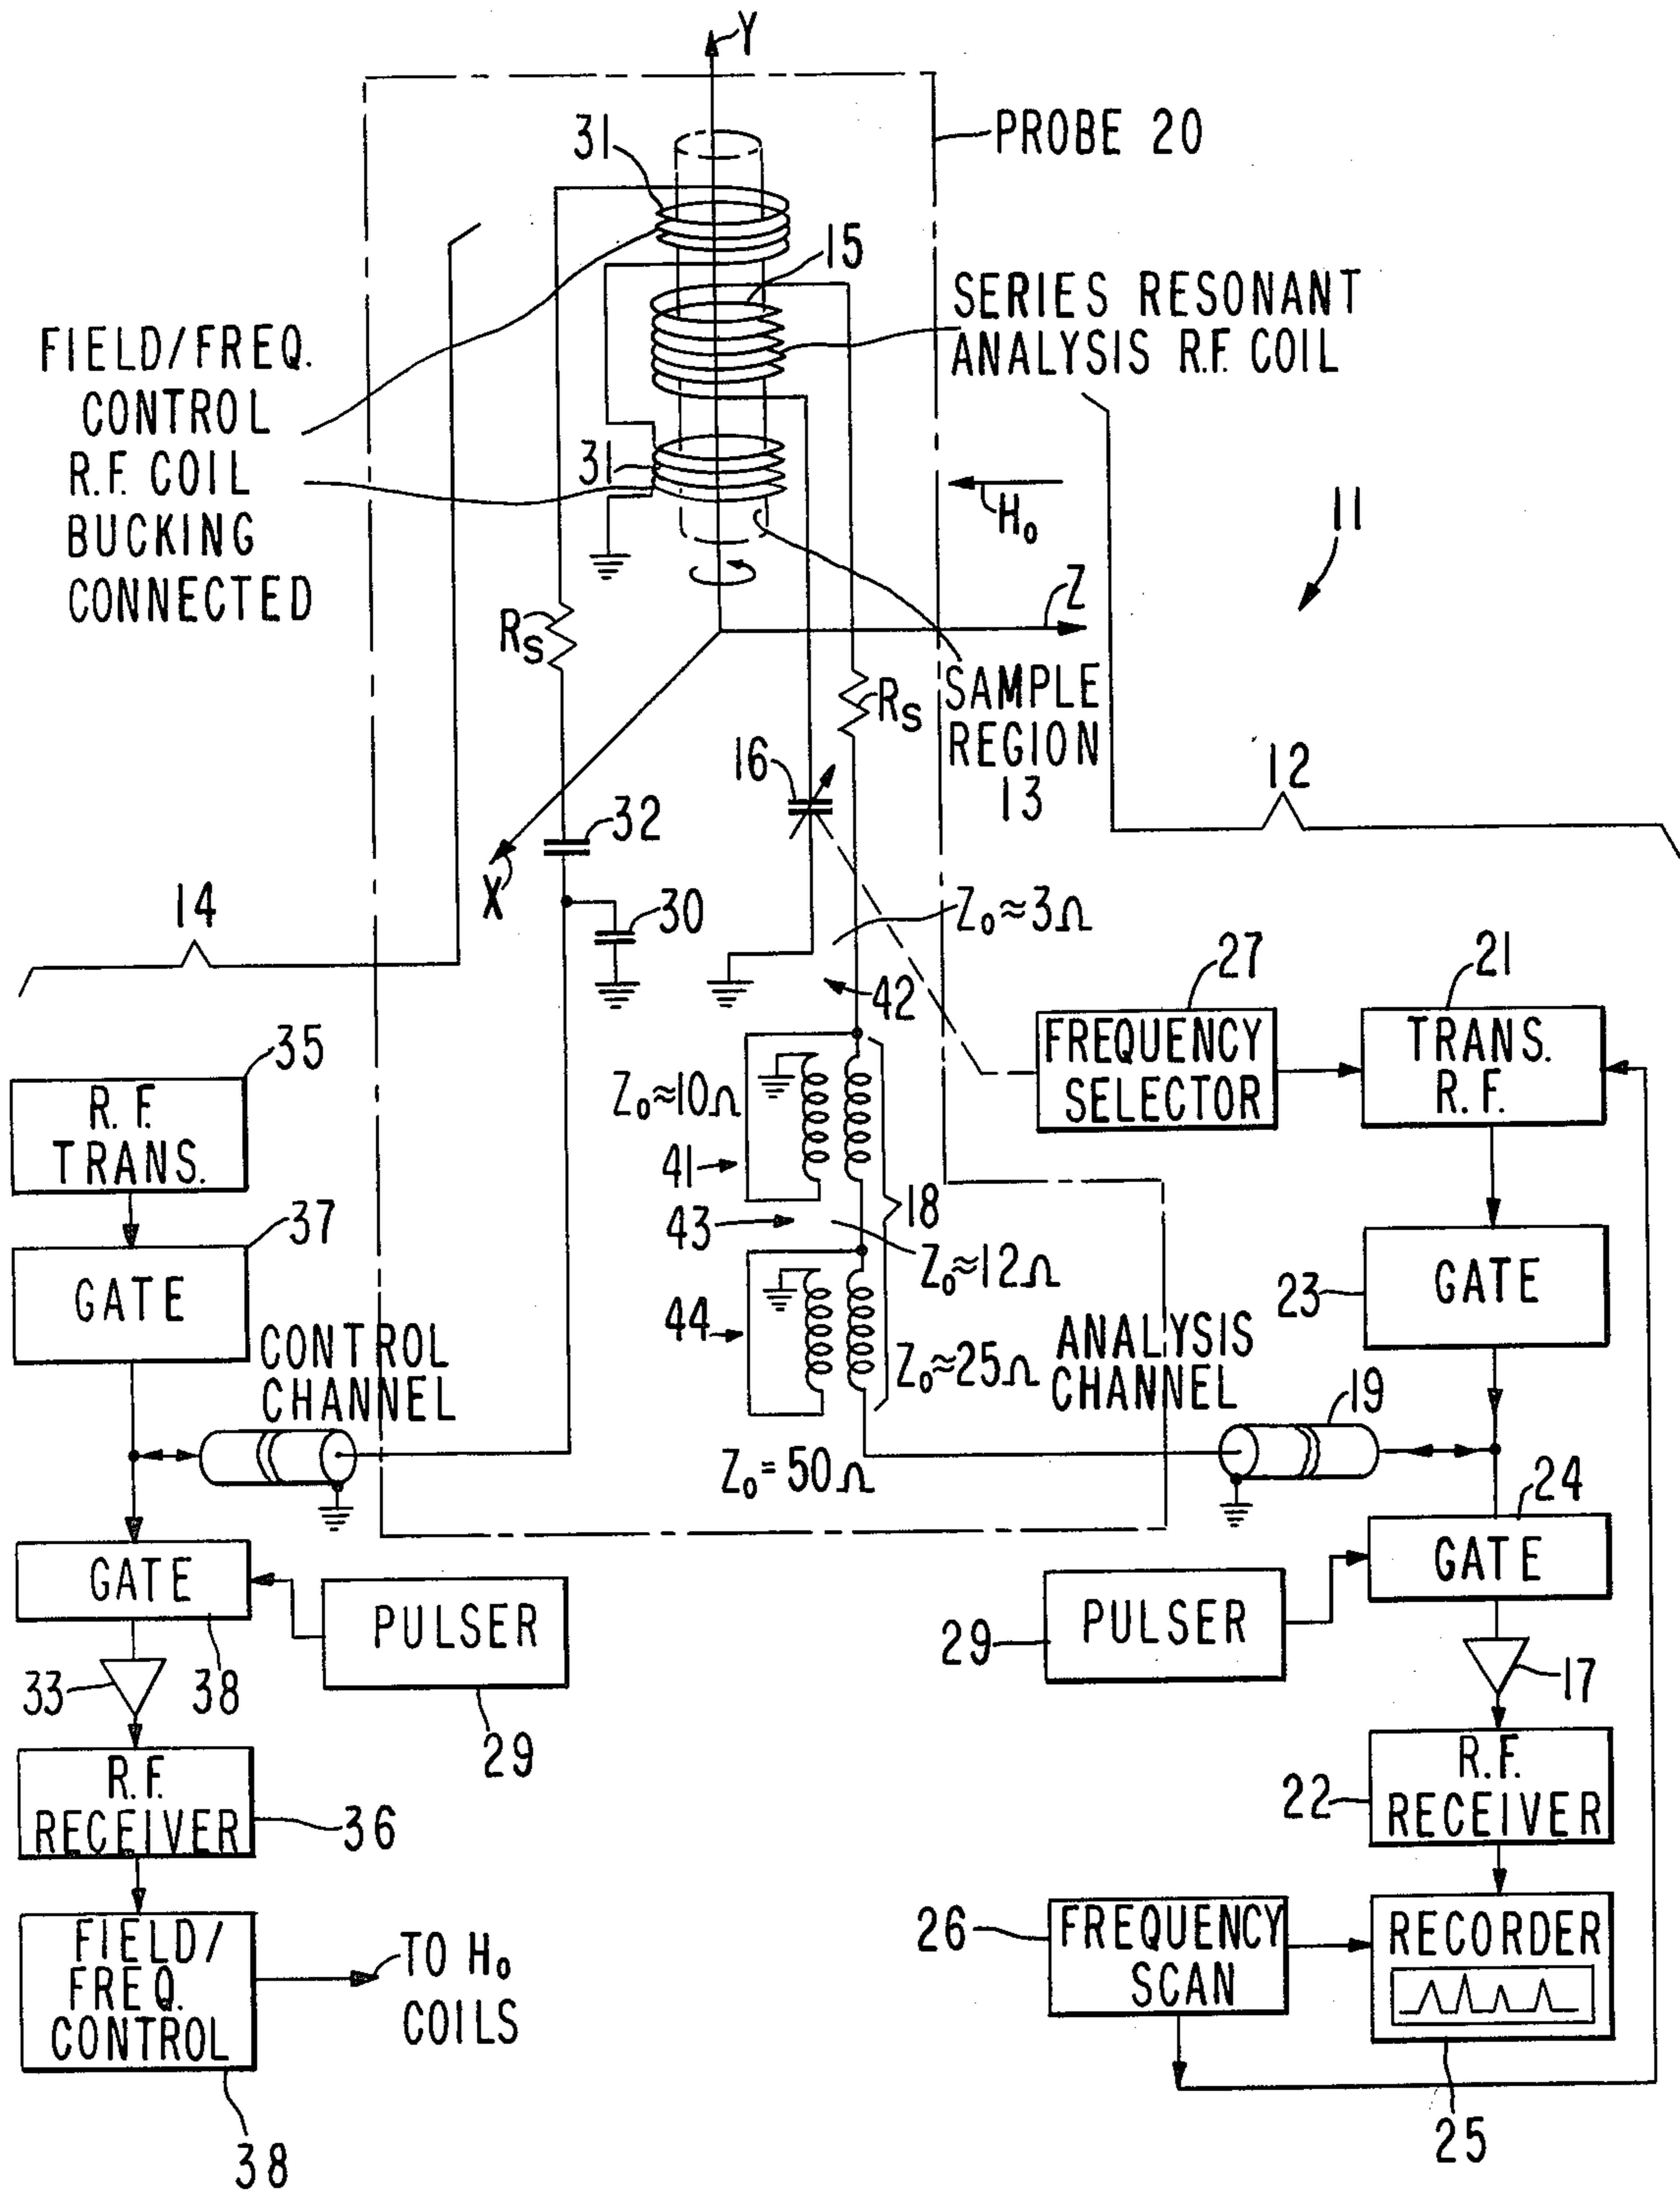 Y
PROBE 20
31
15
SERIES RESONANT
ANALYSIS R.F. COIL
FIELD/FREQ.
CONTROL
R.F. COIL
BUCKING
CONNECTED
31
H₀
11
Z
R_S
SAMPLE
REGION
13
R_S
16
12
32
X
14
30
Z₀≈3Ω
42
27
21
FREQUENCY
SELECTOR
TRANS.
R.F.
35
R.F.
TRANS.
Z₀≈10Ω
41
18
43
Z₀≈12Ω
37
GATE
23
GATE
44
Z₀≈25Ω
CONTROL
CHANNEL
ANALYSIS
CHANNEL
19
Z₀=50Ω
24
GATE
GATE
PULSER
29
PULSER
29
33
38
17
R.F.
RECEIVER
36
22
R.F.
RECEIVER
FIELD/
FREQ.
CONTROL
TO H₀
COILS
26
FREQUENCY
SCAN
RECORDER
25
38